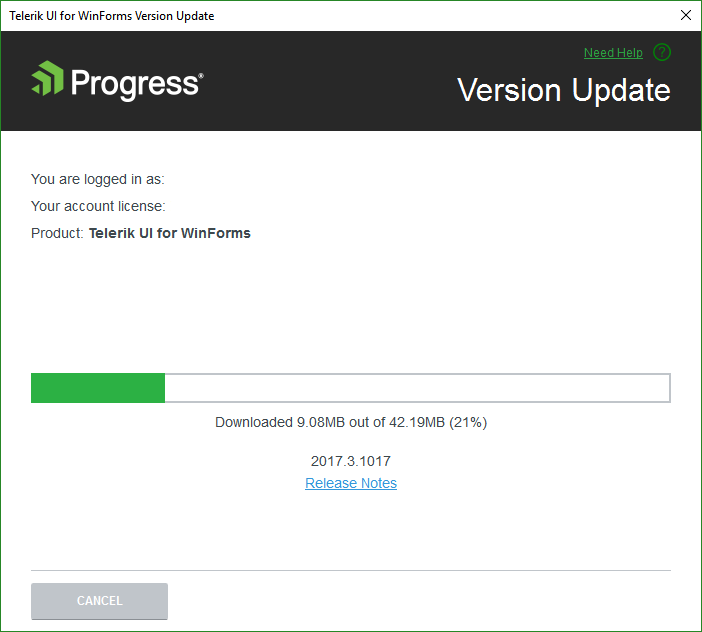 Telerik UI for WinForms Version Update
Need Help ?
Progress®
Version Update
You are logged in as:
Your account license:
Product: Telerik UI for WinForms
Downloaded 9.08MB out of 42.19MB (21%)
2017.3.1017
Release Notes
CANCEL